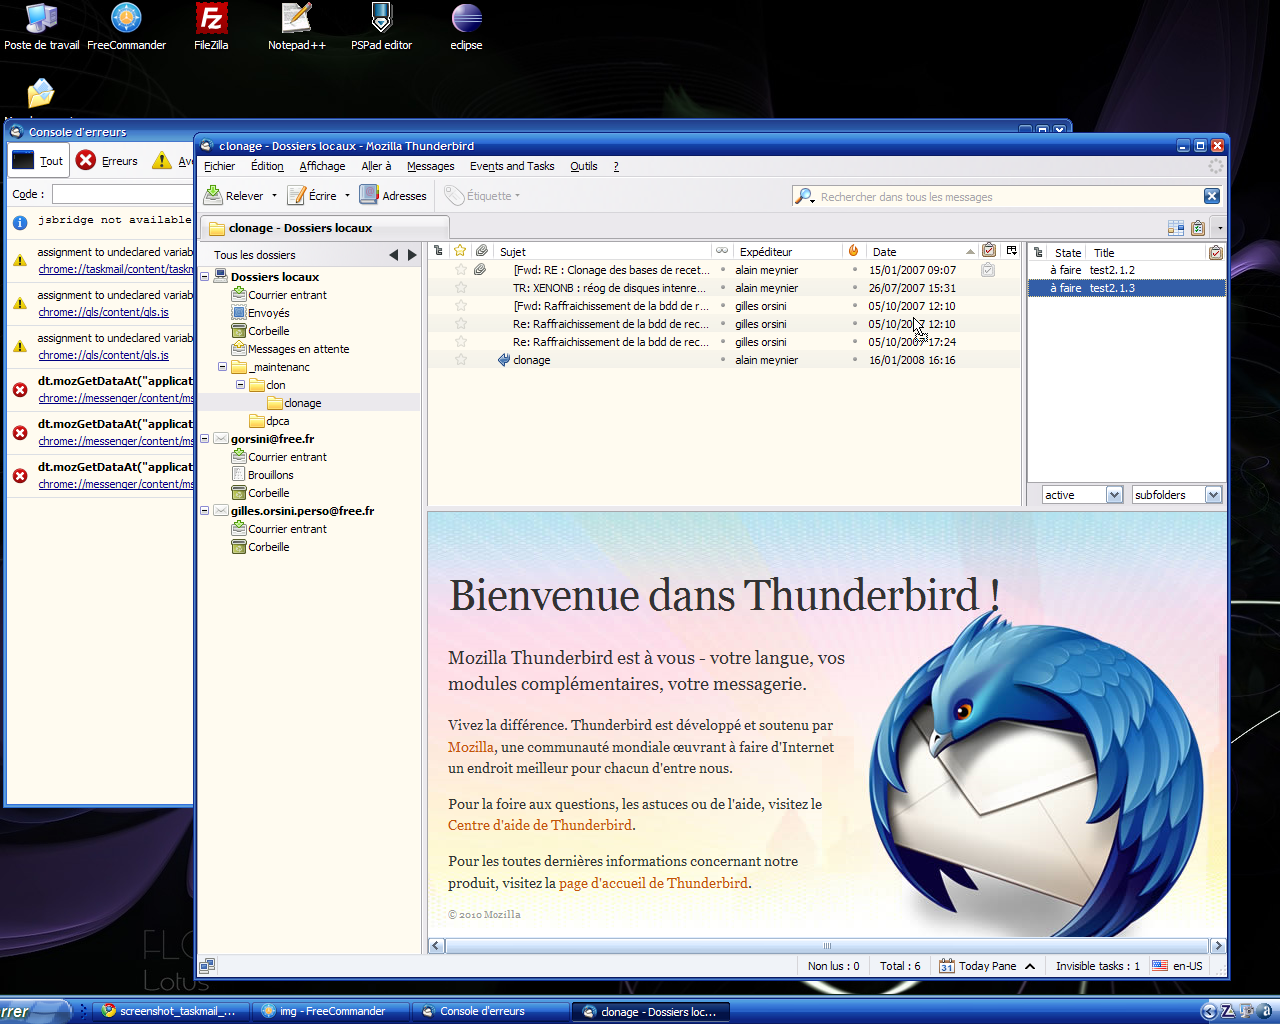 Poste de travail
FreeCommander
FileZilla
Notepad++
PSPad editor
eclipse
Console d'erreurs
Tout
Erreurs
Code :
jsbridge not available
assignment to undeclared variab
chrome://taskmail/content/taskm
assignment to undeclared variab
chrome://qls/content/qls.js
assignment to undeclared variab
chrome://qls/content/qls.js
dt.mozGetDataAt("applicat
chrome://messenger/content/ms
dt.mozGetDataAt("applicat
chrome://messenger/content/ms
dt.mozGetDataAt("applicat
chrome://messenger/content/ms
clonage - Dossiers locaux - Mozilla Thunderbird
Fichier Édition Affichage Aller à Messages Events and Tasks Outils ?
Relever Écrire Adresses Étiquette
Rechercher dans tous les messages
clonage - Dossiers locaux
Tous les dossiers
Dossiers locaux
Courrier entrant
Envoyés
Corbeille
Messages en attente
_maintenanc
clon
clonage
dpca
gorsini@free.fr
Courrier entrant
Brouillons
Corbeille
gilles.orsini.perso@free.fr
Courrier entrant
Corbeille
Sujet Expéditeur Date
[Fwd: RE : Clonage des bases de recet... alain meynier 15/01/2007 09:07
TR: XENONB : réog de disques intenre... alain meynier 26/07/2007 15:31
[Fwd: Raffraichissement de la bdd de r... gilles orsini 05/10/2007 12:10
Re: Raffraichissement de la bdd de rec... gilles orsini 05/10/2007 12:10
Re: Raffraichissement de la bdd de rec... gilles orsini 05/10/2007 17:24
clonage alain meynier 16/01/2008 16:16
State Title
à faire test2.1.2
à faire test2.1.3
active subfolders
Bienvenue dans Thunderbird !
Mozilla Thunderbird est à vous - votre langue, vos
modules complémentaires, votre messagerie.
Vivez la différence. Thunderbird est développé et soutenu par
Mozilla, une communauté mondiale œuvrant à faire d'Internet
un endroit meilleur pour chacun d'entre nous.
Pour la foire aux questions, les astuces ou de l'aide, visitez le
Centre d'aide de Thunderbird.
Pour les toutes dernières informations concernant notre
produit, visitez la page d'accueil de Thunderbird.
© 2010 Mozilla
Non lus : 0 Total : 6 31 Today Pane Invisible tasks : 1 en-US
Lotus
screenshot_taskmail_...
img - FreeCommander
Console d'erreurs
clonage - Dossiers loc...